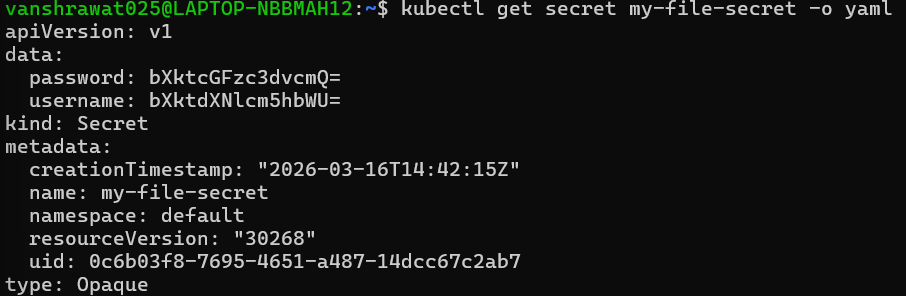 vanshrawat025@LAPTOP-NBBMAH12:~$ kubectl get secret my-file-secret -o yaml
apiVersion: v1
data:
  password: bXktcGFzc3dvcmQ=
  username: bXktdXNlcm5hbWU=
kind: Secret
metadata:
  creationTimestamp: "2026-03-16T14:42:15Z"
  name: my-file-secret
  namespace: default
  resourceVersion: "30268"
  uid: 0c6b03f8-7695-4651-a487-14dcc67c2ab7
type: Opaque